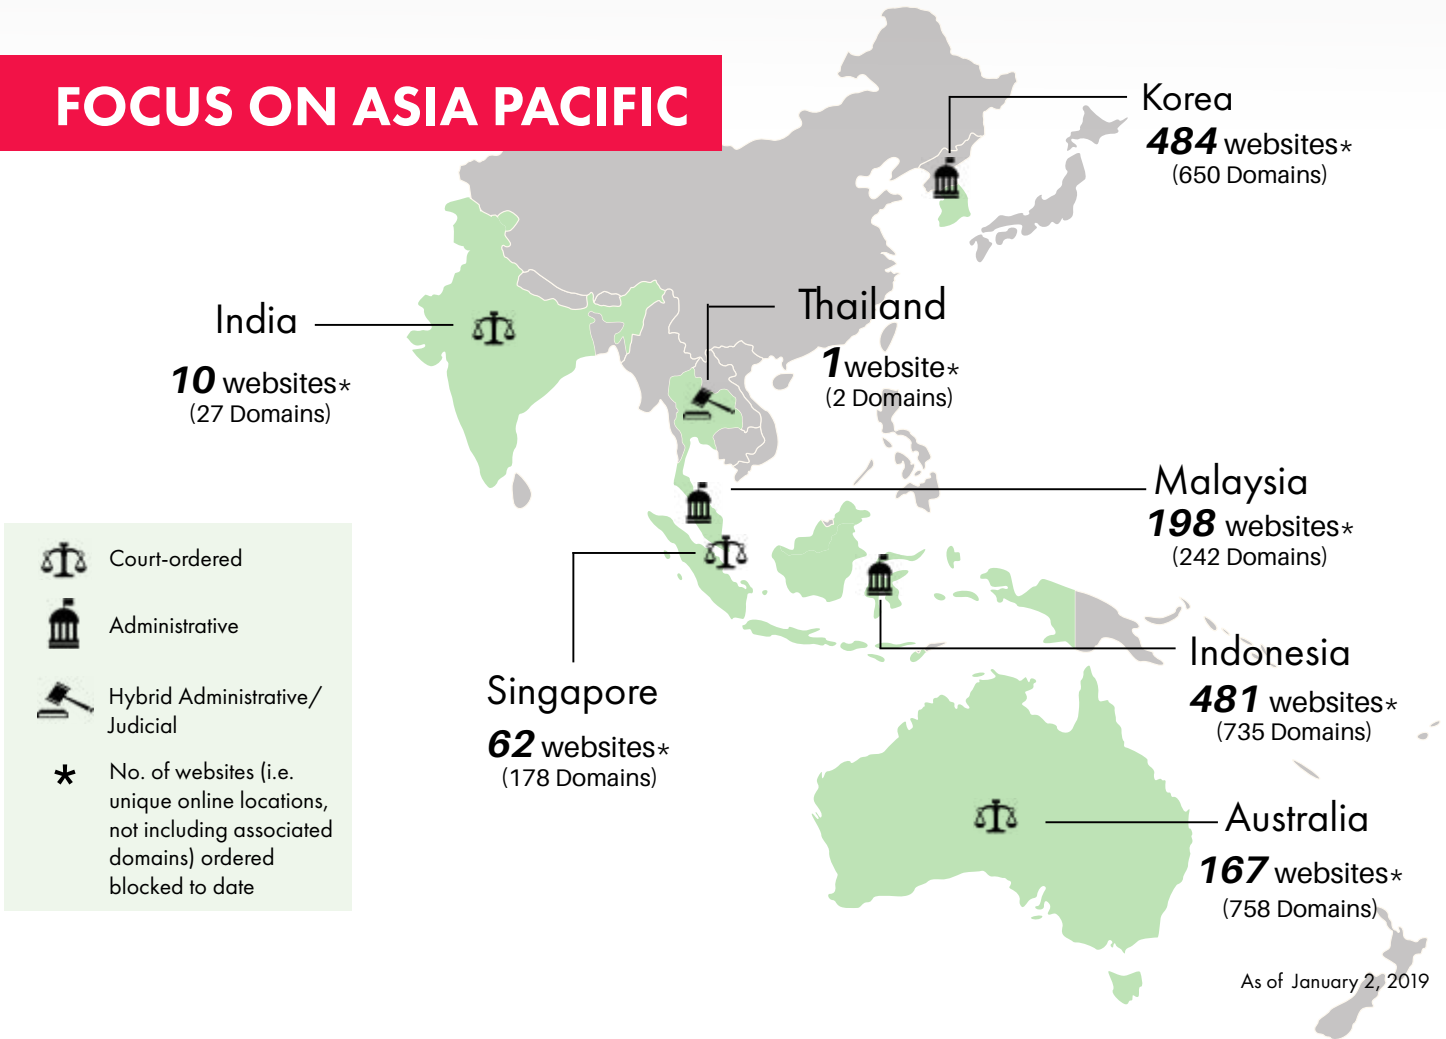 FOCUS ON ASIA PACIFIC
Korea
484 websites*
(650 Domains)
India
10 websites*
(27 Domains)
Thailand
1 website*
(2 Domains)
Malaysia
198 websites*
(242 Domains)
Singapore
62 websites*
(178 Domains)
Indonesia
481 websites*
(735 Domains)
Australia
167 websites*
(758 Domains)
Court-ordered
Administrative
Hybrid Administrative/
Judicial
* No. of websites (i.e.
unique online locations,
not including associated
domains) ordered
blocked to date
As of January 2, 2019